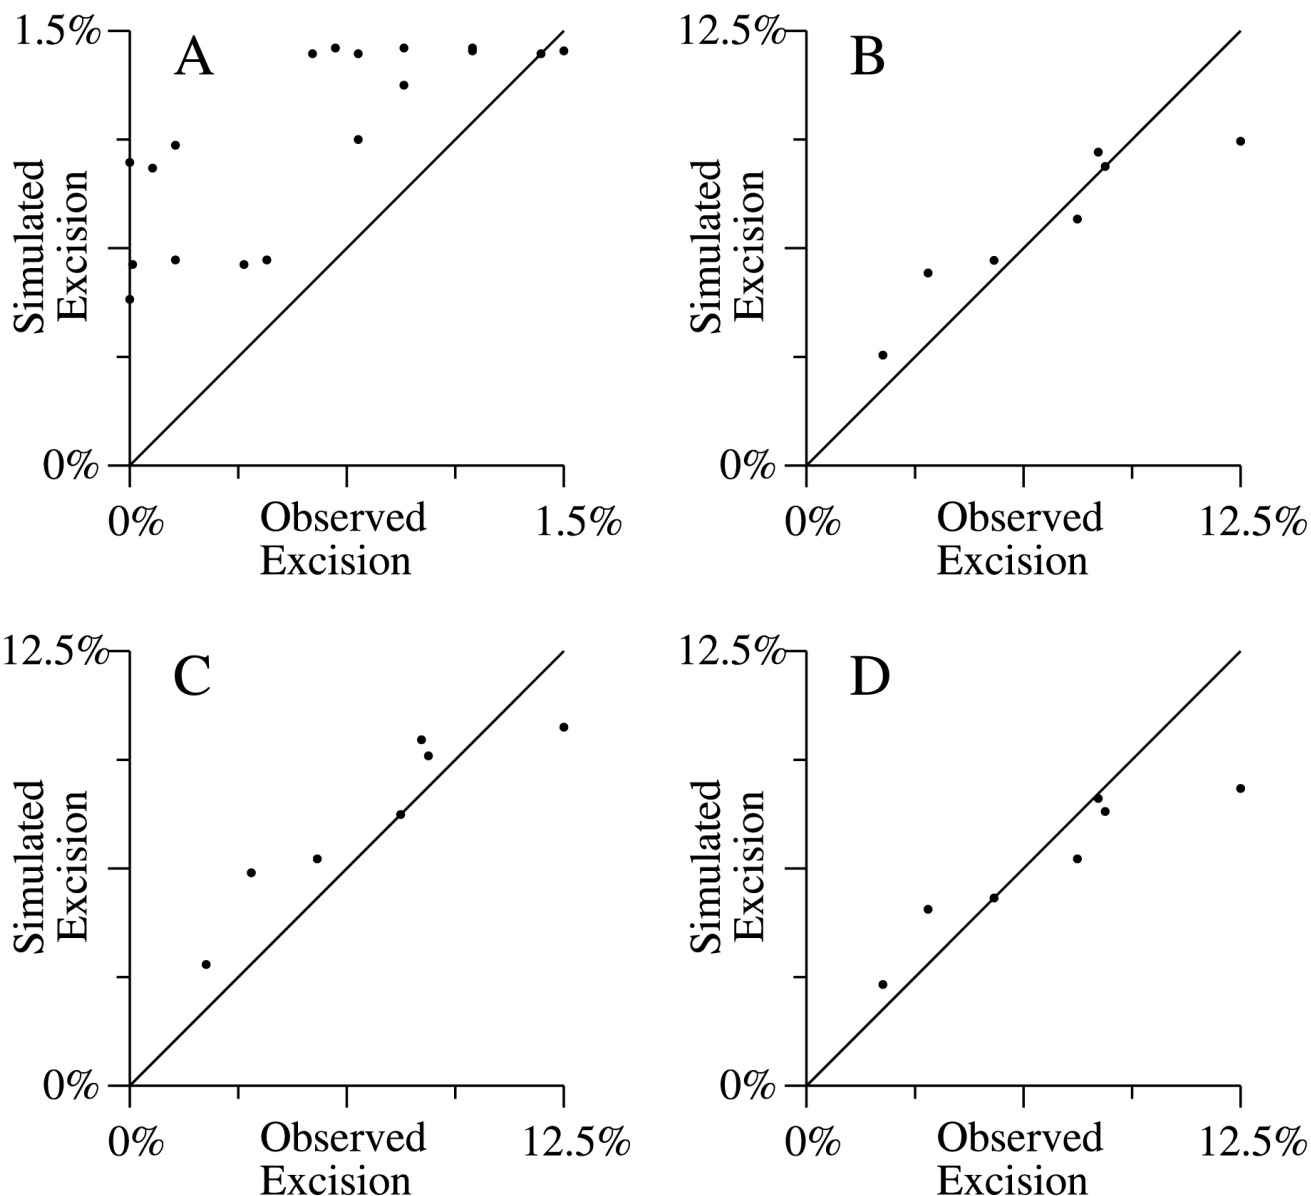 1.5%
A
Simulated
Excision
0%
0%
Observed
Excision
1.5%
12.5%
B
Simulated
Excision
0%
0%
Observed
Excision
12.5%
12.5%
C
Simulated
Excision
0%
0%
Observed
Excision
12.5%
12.5%
D
Simulated
Excision
0%
0%
Observed
Excision
12.5%